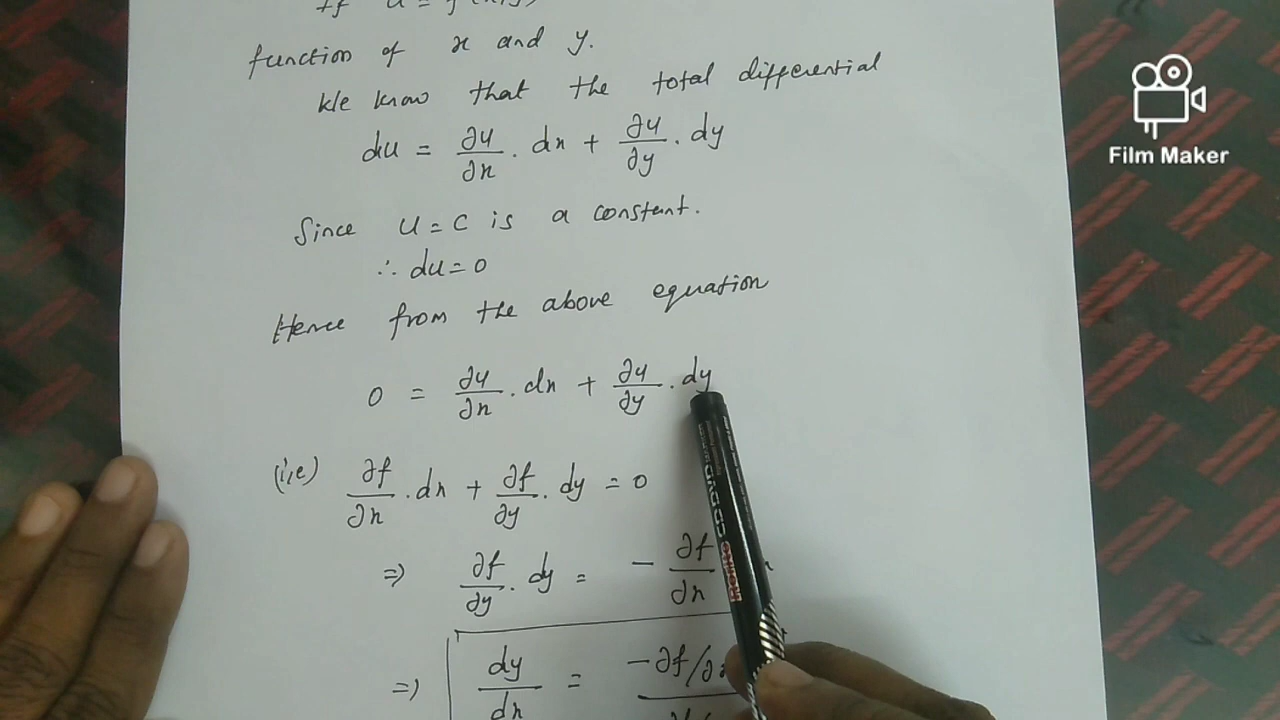 If u =
function of x and y.
We know that the total differential
du = ∂u/∂x . dx + ∂u/∂y . dy
Since u = c is a constant.
∴ du = 0
Hence from the above equation
0 = ∂u/∂x . dx + ∂u/∂y . dy
(i,e) ∂f/∂x . dx + ∂f/∂y . dy = 0
⇒ ∂f/∂y . dy = - ∂f/∂x
⇒ dy/dx = -∂f/∂
Film Maker